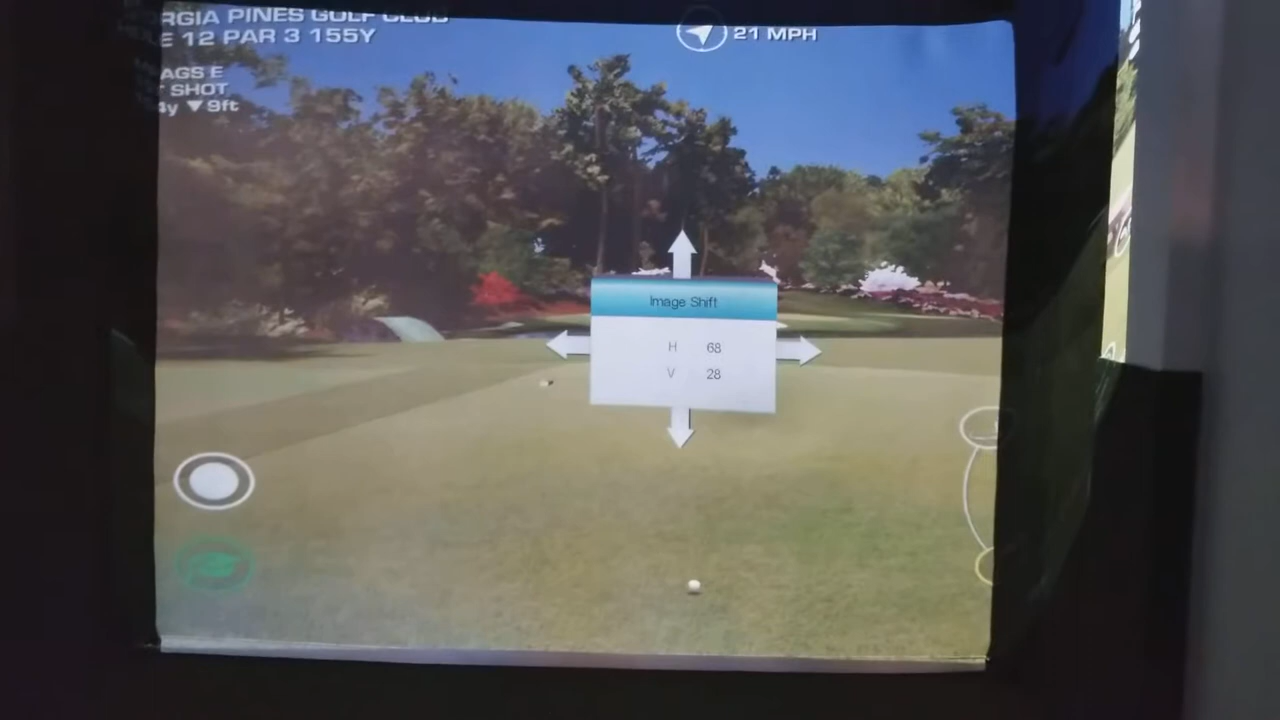 RGIA PINES GOLF CLUB
E 12 PAR 3 155Y
21 MPH
AGS E
SHOT
y ▼9ft
Image Shift
H 68
V 28